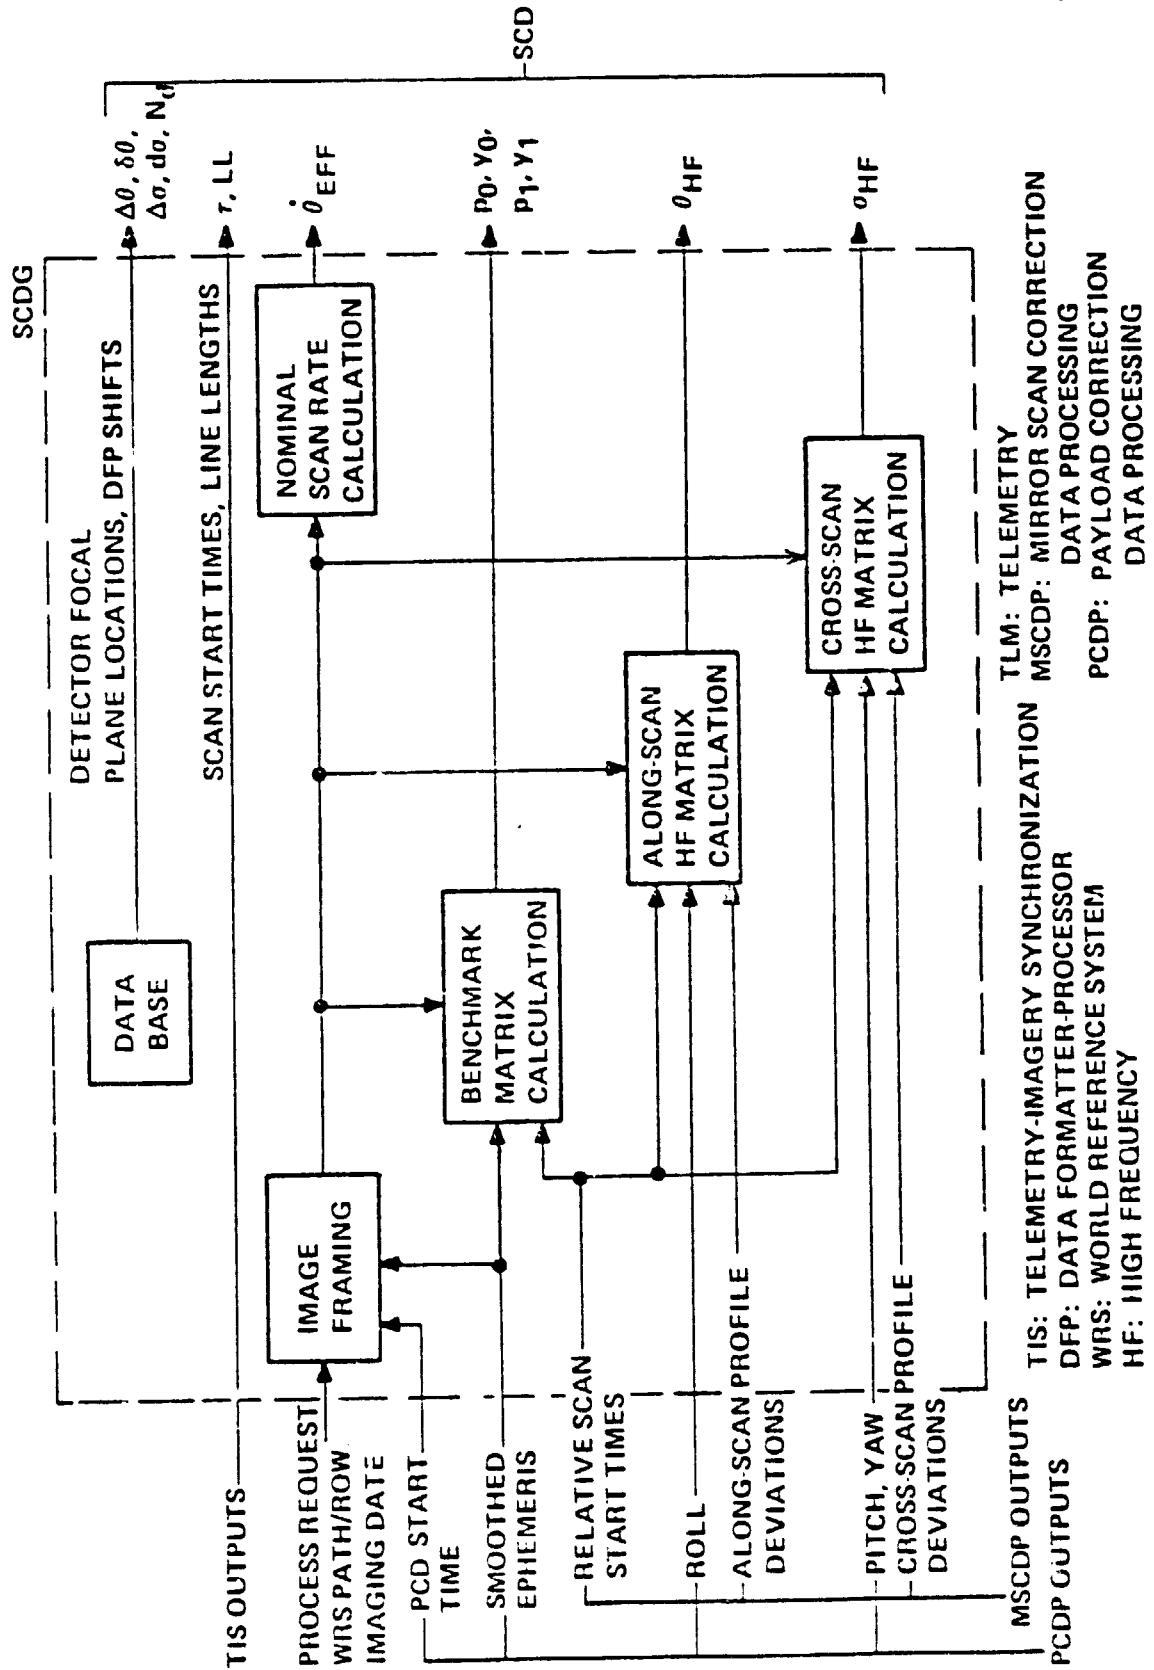 SCDG
DETECTOR FOCAL
PLANE LOCATIONS, DFP SHIFTS
Δθ, δθ,
Δσ, dσ, N
SCD
DATA
BASE
TIS OUTPUTS
SCAN START TIMES, LINE LENGTHS
τ, LL
PROCESS REQUEST
WRS PATH/ROW
IMAGING DATE
IMAGE
FRAMING
NOMINAL
SCAN RATE
CALCULATION
θ̇EFF
PCD START
TIME
SMOOTHED
EPHEMERIS
BENCHMARK
MATRIX
CALCULATION
P0, Y0,
P1, Y1
RELATIVE SCAN
START TIMES
ROLL
ALONG-SCAN PROFILE
DEVIATIONS
ALONG-SCAN
HF MATRIX
CALCULATION
θHF
PITCH, YAW
CROSS-SCAN PROFILE
DEVIATIONS
CROSS-SCAN
HF MATRIX
CALCULATION
σHF
MSCDP OUTPUTS
PCDP OUTPUTS
TIS: TELEMETRY-IMAGERY SYNCHRONIZATION
DFP: DATA FORMATTER-PROCESSOR
WRS: WORLD REFERENCE SYSTEM
HF: HIGH FREQUENCY
TLM: TELEMETRY
MSCDP: MIRROR SCAN CORRECTION
DATA PROCESSING
PCDP: PAYLOAD CORRECTION
DATA PROCESSING